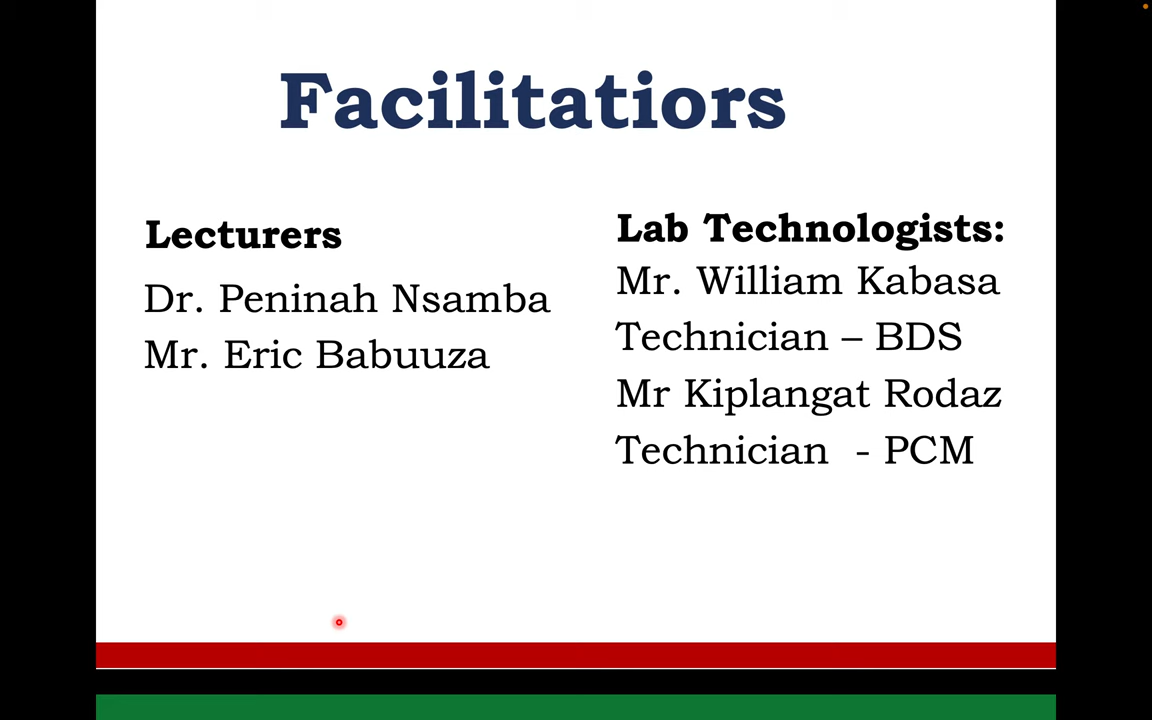 Facilitatiors
Lecturers
Dr. Peninah Nsamba
Mr. Eric Babuuza
Lab Technologists:
Mr. William Kabasa
Technician – BDS
Mr Kiplangat Rodaz
Technician  - PCM